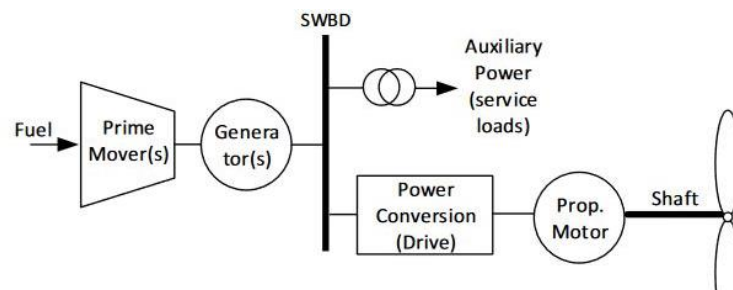 SWBD
Fuel
Prime
Mover(s)
Genera
tor(s)
Auxiliary
Power
(service
loads)
Power
Conversion
(Drive)
Prop.
Motor
Shaft